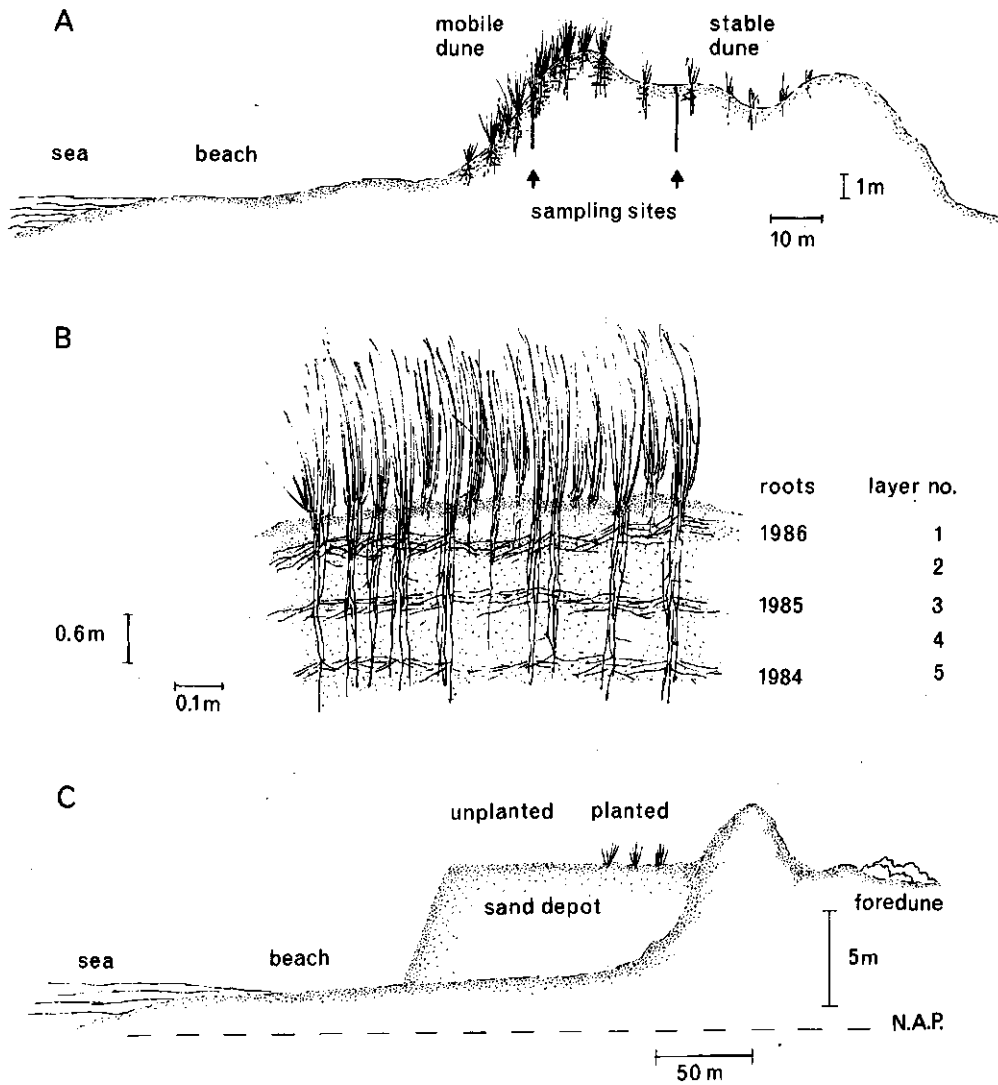 A
mobile
dune
stable
dune
sea
beach
sampling sites
1m
10 m
B
roots
layer no.
1986
1
2
1985
3
0.6m
4
1984
5
0.1m
C
unplanted
planted
sand depot
foredune
sea
beach
5m
N.A.P.
50 m